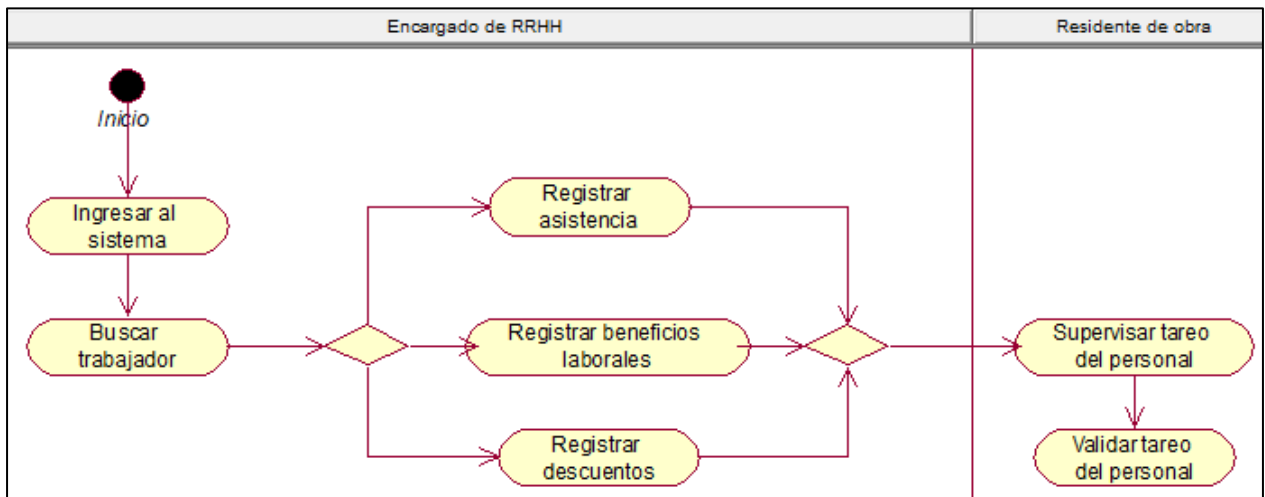 Encargado de RRHH
Residente de obra
Inicio
Ingresar al
sistema
Buscar
trabajador
Registrar
asistencia
Registrar beneficios
laborales
Registrar
descuentos
Supervisar tareo
del personal
Validar tareo
del personal